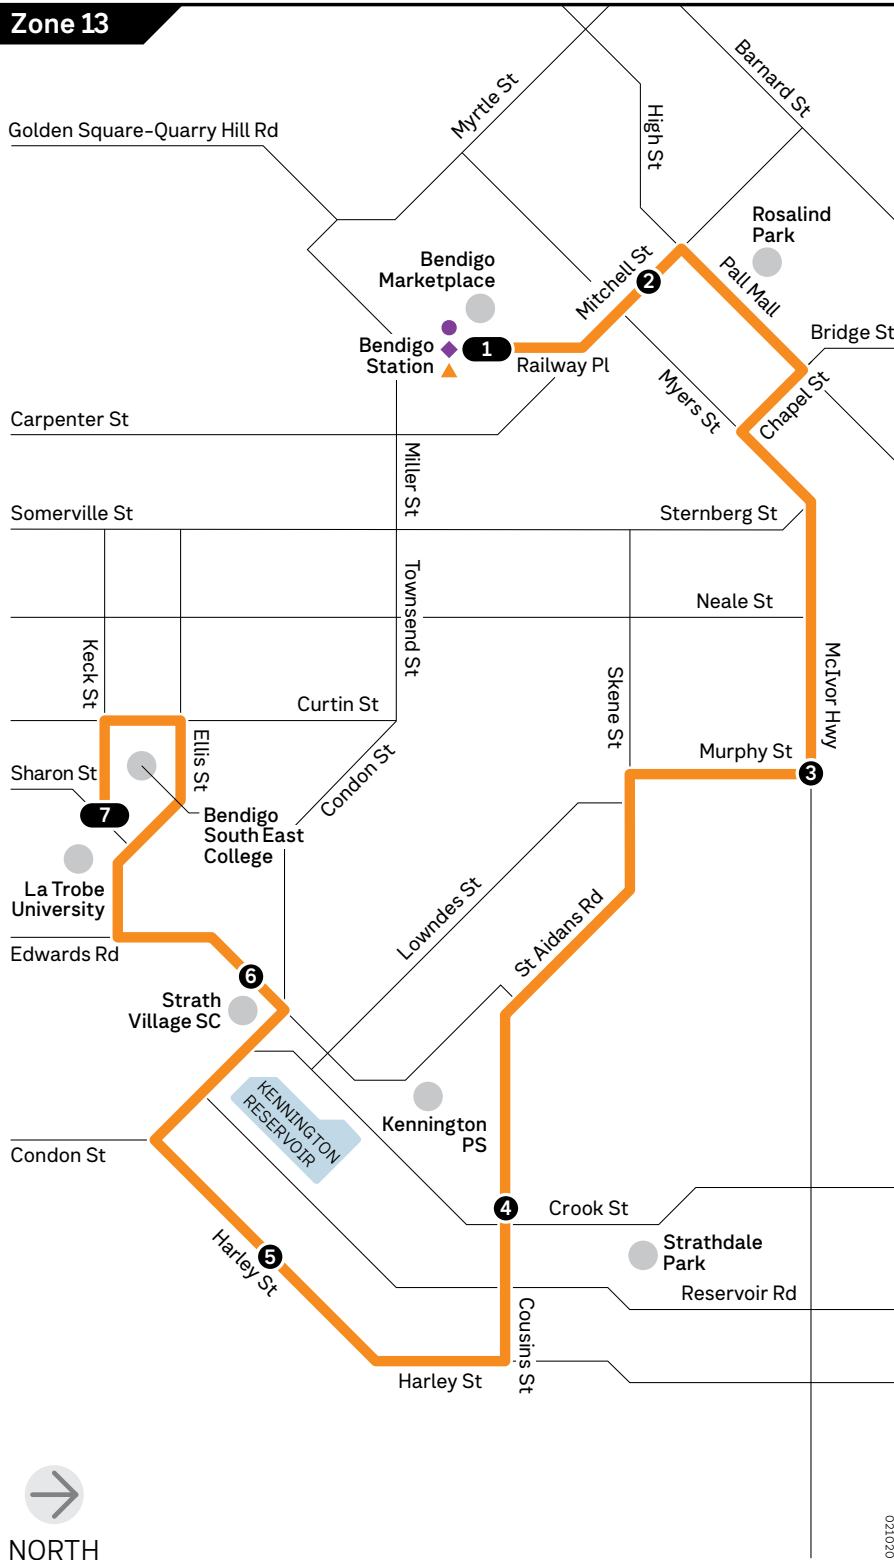 Zone 13
Barnard St
Myrtle St
High St
Golden Square-Quarry Hill Rd
Rosalind
Park
Bendigo
Marketplace
Mitchell St
2
Pall Mall
Bridge St
Bendigo
Station
1
Railway Pl
Myers St
Chapel St
Carpenter St
Miller St
Somerville St
Sternberg St
Townsend St
Neale St
Keck St
McIvor Hwy
Skene St
Curtin St
Ellis St
Murphy St
3
Sharon St
Condon St
7
Bendigo
South East
College
La Trobe
University
Lowndes St
St Aidans Rd
Edwards Rd
6
Strath
Village SC
KENNINGTON
RESERVOIR
Kennington
PS
Condon St
4
Crook St
Harley St
5
Strathdale
Park
Reservoir Rd
Cousins St
Harley St
NORTH
021020